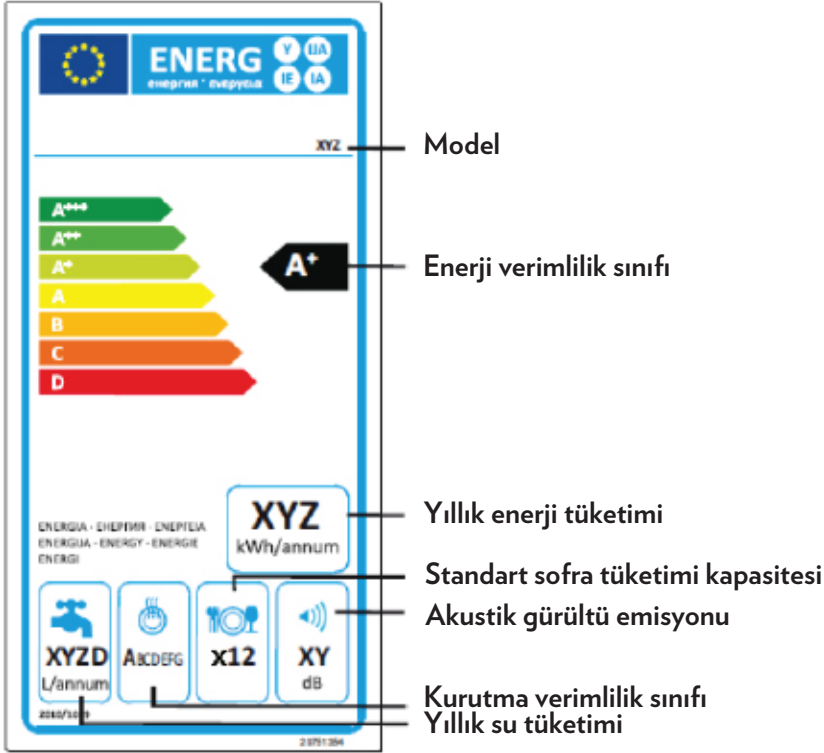 ENERG Y IJA
енергия · ενεργεια IE IA
XYZ
Model
A+++
A++
A+
A+
Enerji verimlilik sınıfı
A
B
C
D
XYZ
kWh/annum
Yıllık enerji tüketimi
ENERGIA · ЕНЕРГИЯ · ΕΝΕΡΓΕΙΑ
ENERGIJA · ENERGY · ENERGIE
ENERGI
Standart sofra tüketimi kapasitesi
Akustik gürültü emisyonu
XYZD
L/annum
ABCDEFG
x12
XY
dB
Kurutma verimlilik sınıfı
Yıllık su tüketimi